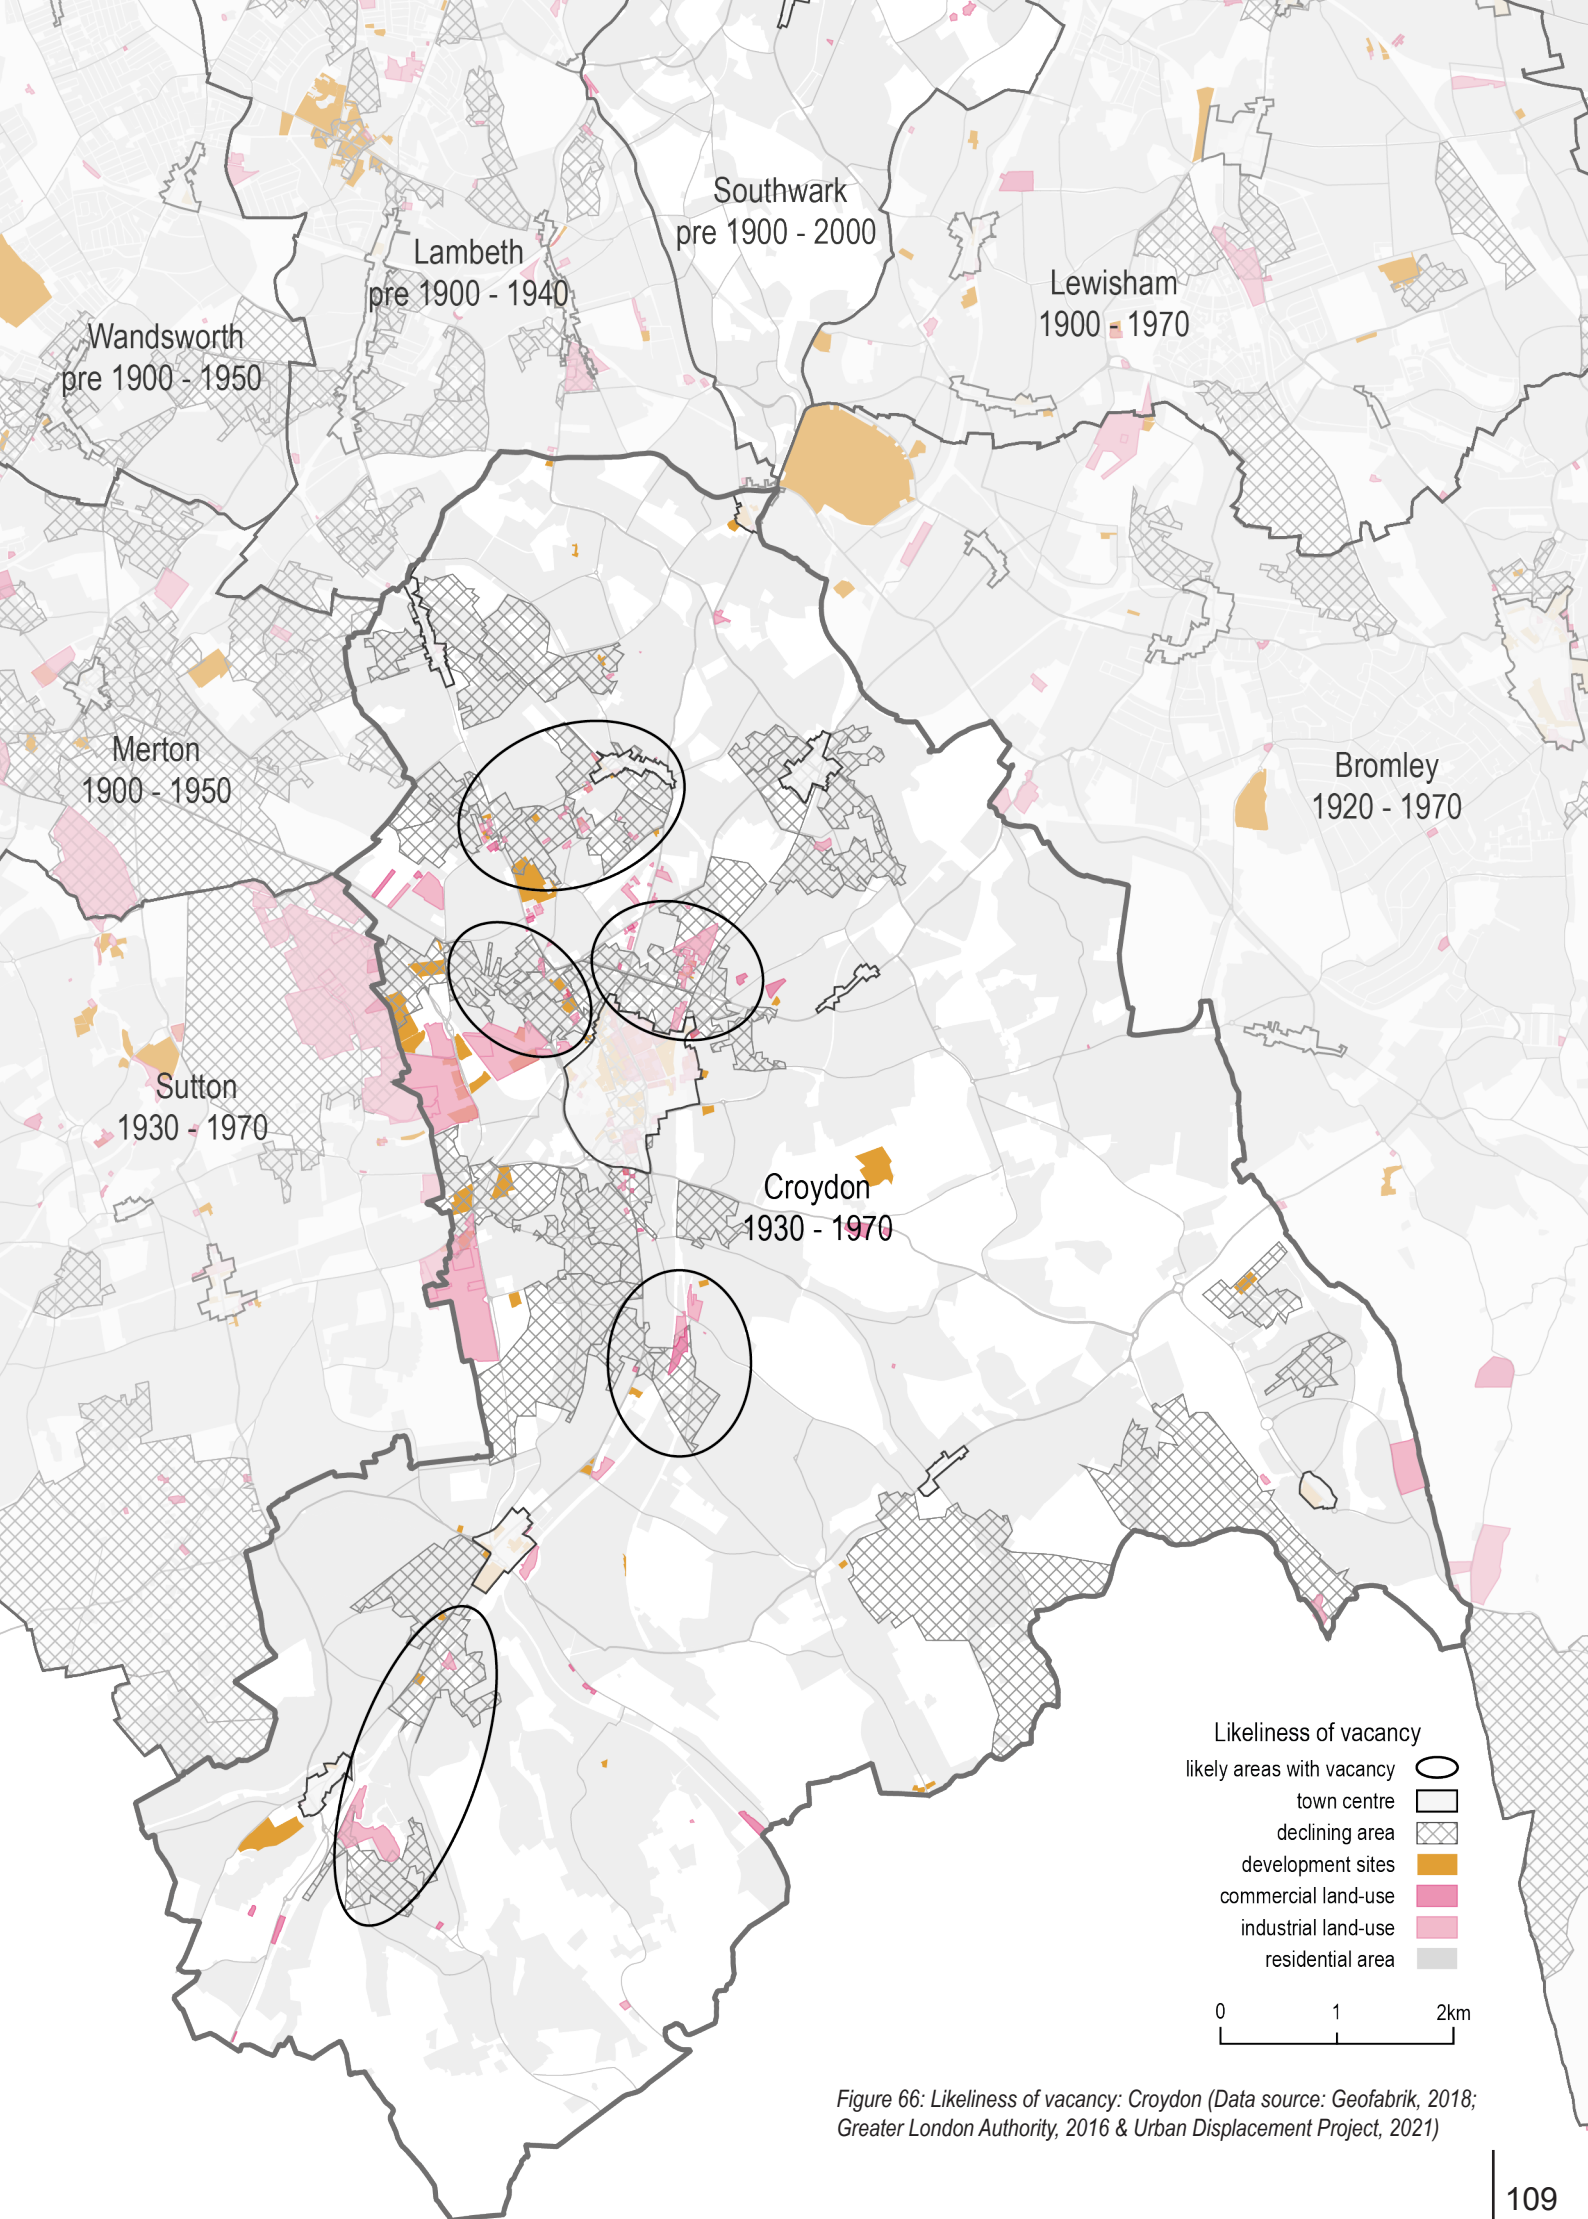 Southwark
pre 1900 - 2000
Lambeth
pre 1900 - 1940
Lewisham
1900 - 1970
Wandsworth
pre 1900 - 1950
Merton
1900 - 1950
Bromley
1920 - 1970
Sutton
1930 - 1970
Croydon
1930 - 1970
Likeliness of vacancy
likely areas with vacancy
town centre
declining area
development sites
commercial land-use
industrial land-use
residential area
0 1 2km
Figure 66: Likeliness of vacancy: Croydon (Data source: Geofabrik, 2018;
Greater London Authority, 2016 & Urban Displacement Project, 2021)
109